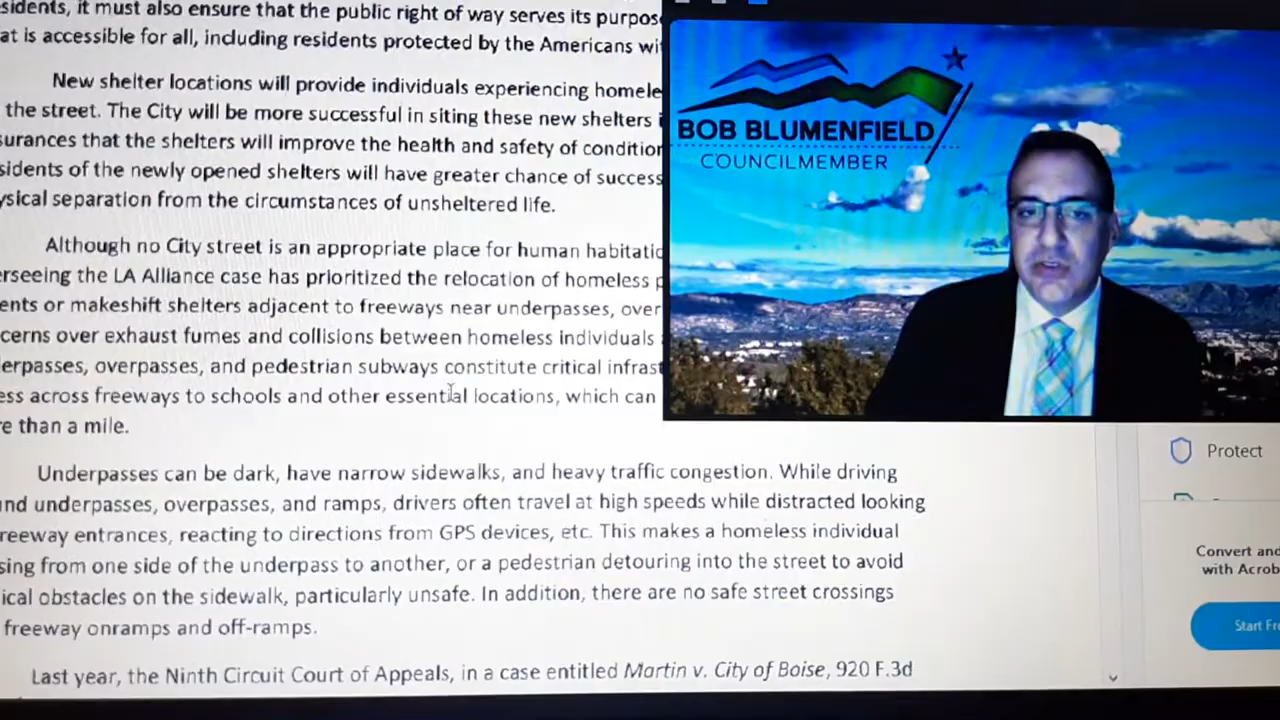 sidents, it must also ensure that the public right of way serves its purpos
at is accessible for all, including residents protected by the Americans wi
New shelter locations will provide individuals experiencing homele
the street. The City will be more successful in siting these new shelters i
surances that the shelters will improve the health and safety of condition
sidents of the newly opened shelters will have greater chance of success
ysical separation from the circumstances of unsheltered life.
Although no City street is an appropriate place for human habitatio
erseeing the LA Alliance case has prioritized the relocation of homeless p
ents or makeshift shelters adjacent to freeways near underpasses, over
cerns over exhaust fumes and collisions between homeless individuals
erpasses, overpasses, and pedestrian subways constitute critical infrast
ess across freeways to schools and other essential locations, which can
re than a mile.
Underpasses can be dark, have narrow sidewalks, and heavy traffic congestion. While driving
nd underpasses, overpasses, and ramps, drivers often travel at high speeds while distracted looking
reeway entrances, reacting to directions from GPS devices, etc. This makes a homeless individual
sing from one side of the underpass to another, or a pedestrian detouring into the street to avoid
ical obstacles on the sidewalk, particularly unsafe. In addition, there are no safe street crossings
freeway onramps and off-ramps.
Last year, the Ninth Circuit Court of Appeals, in a case entitled Martin v. City of Boise, 920 F.3d
BOB BLUMENFIELD
COUNCILMEMBER
Protect
Convert and
with Acrob
Start Fre